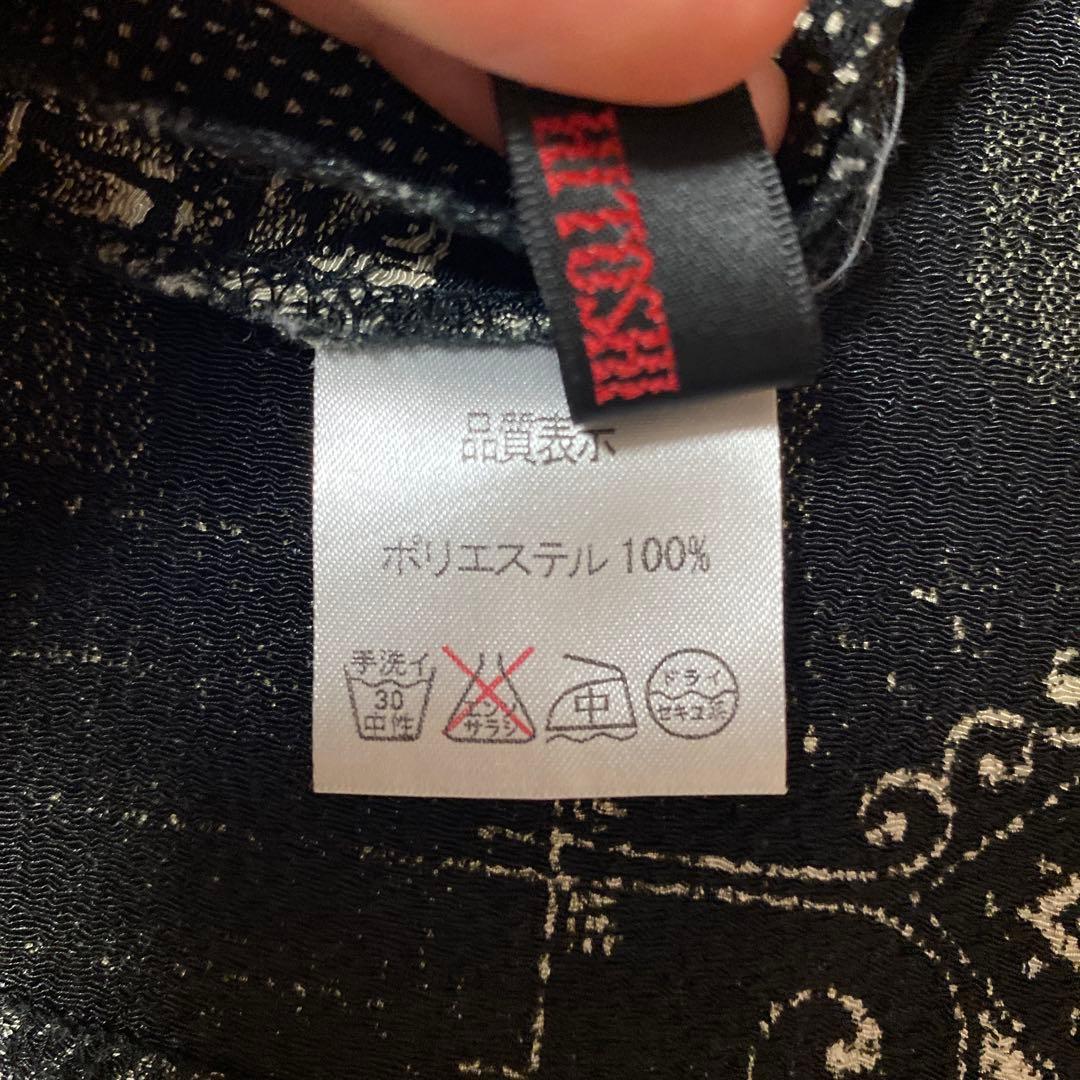 HITOSHI
品質表示
ポリエステル 100%
手洗イ
30
中性
エンソ
サラシ
中
ドライ
セキユ系